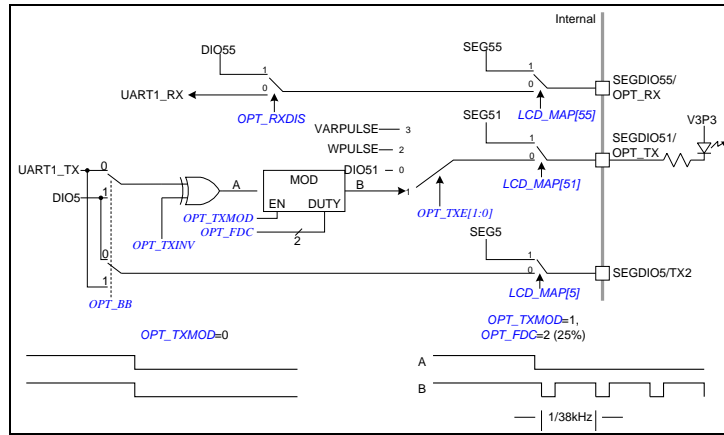 Internal
DIO55
SEG55
1
0
UART1_RX
OPT_RXDIS
1
0
LCD_MAP[55]
SEGDIO55/
OPT_RX
V3P3
VARPULSE
3
WPULSE
2
DIO51
0
1
SEG51
1
0
LCD_MAP[51]
SEGDIO51/
OPT_TX
UART1_TX
0
DIO5
1
A
MOD
EN DUTY
B
OPT_TXMOD
OPT_FDC
2
OPT_TXINV
OPT_TXE[1:0]
0
1
OPT_BB
SEG5
1
0
LCD_MAP[5]
SEGDIO5/TX2
OPT_TXMOD=0
OPT_TXMOD=1,
OPT_FDC=2 (25%)
A
B
1/38kHz